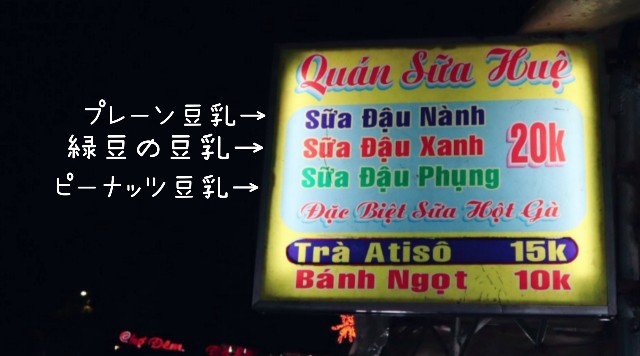 Quán Sữa Huệ
プレーン豆乳→
Sữa Đậu Nành
緑豆の豆乳→
Sữa Đậu Xanh
20k
ピーナッツ豆乳→
Sữa Đậu Phụng
Đặc Biệt Sữa Hột Gà
Trà Atisô 15k
Bánh Ngọt 10k
Chợ Đêm